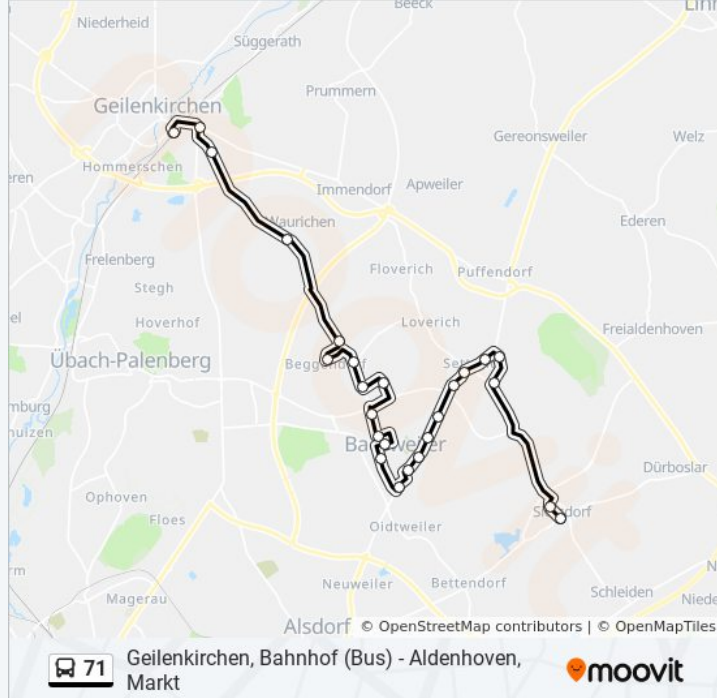 Beeck
Niederheid
Süggerath
Prummern
Geilenkirchen
Gereonsweiler
Welz
Hommerschen
Immendorf
Apweiler
Waurichen
Ederen
Frelenberg
Floverich
Puffendorf
Stegh
Hoverhof
Loverich
Freialdenhoven
Übach-Palenberg
Dürboslar
Ophoven
Floes
Oidtweiler
Neuweiler
Bettendorf
Schleiden
Magerau
Alsdorf
© OpenStreetMap contributors | © OpenMapTiles
71
Geilenkirchen, Bahnhof (Bus) - Aldenhoven,
Markt
moovit